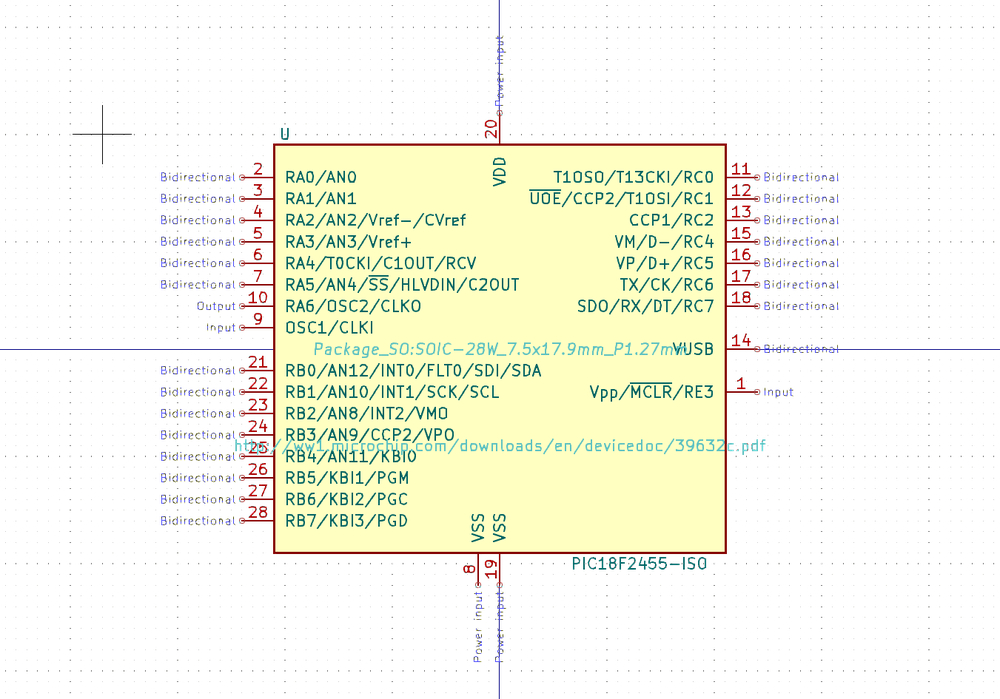 Power input
20
U
VDD
Bidirectional 2 RA0/AN0 T1OSO/T13CKI/RC0 11 Bidirectional
Bidirectional 3 RA1/AN1 UOE/CCP2/T1OSI/RC1 12 Bidirectional
Bidirectional 4 RA2/AN2/Vref-/CVref CCP1/RC2 13 Bidirectional
Bidirectional 5 RA3/AN3/Vref+ VM/D-/RC4 15 Bidirectional
Bidirectional 6 RA4/T0CKI/C1OUT/RCV VP/D+/RC5 16 Bidirectional
Bidirectional 7 RA5/AN4/SS/HLVDIN/C2OUT TX/CK/RC6 17 Bidirectional
Output 10 RA6/OSC2/CLKO SDO/RX/DT/RC7 18 Bidirectional
Input 9 OSC1/CLKI
Package_SO:SOIC-28W_7.5x17.9mm_P1.27mm VUSB 14 Bidirectional
Bidirectional 21 RB0/AN12/INT0/FLT0/SDI/SDA
Bidirectional 22 RB1/AN10/INT1/SCK/SCL Vpp/MCLR/RE3 1 Input
Bidirectional 23 RB2/AN8/INT2/VMO
Bidirectional 24 RB3/AN9/CCP2/VPO
http://ww1.microchip.com/downloads/en/devicedoc/39632c.pdf
Bidirectional 25 RB4/AN11/KBI0
Bidirectional 26 RB5/KBI1/PGM
Bidirectional 27 RB6/KBI2/PGC
Bidirectional 28 RB7/KBI3/PGD
VSS VSS
8 19
PIC18F2455-ISO
Power input Power input